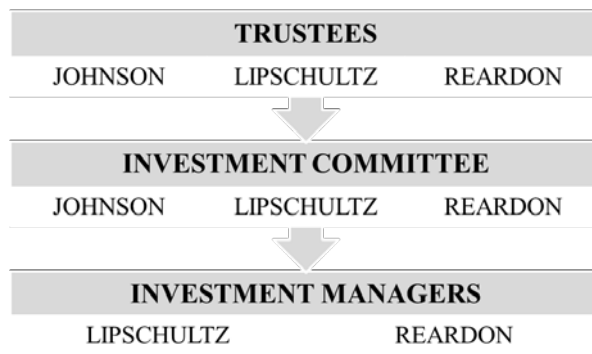 TRUSTEES
JOHNSON LIPSCHULTZ REARDON
INVESTMENT COMMITTEE
JOHNSON LIPSCHULTZ REARDON
INVESTMENT MANAGERS
LIPSCHULTZ REARDON